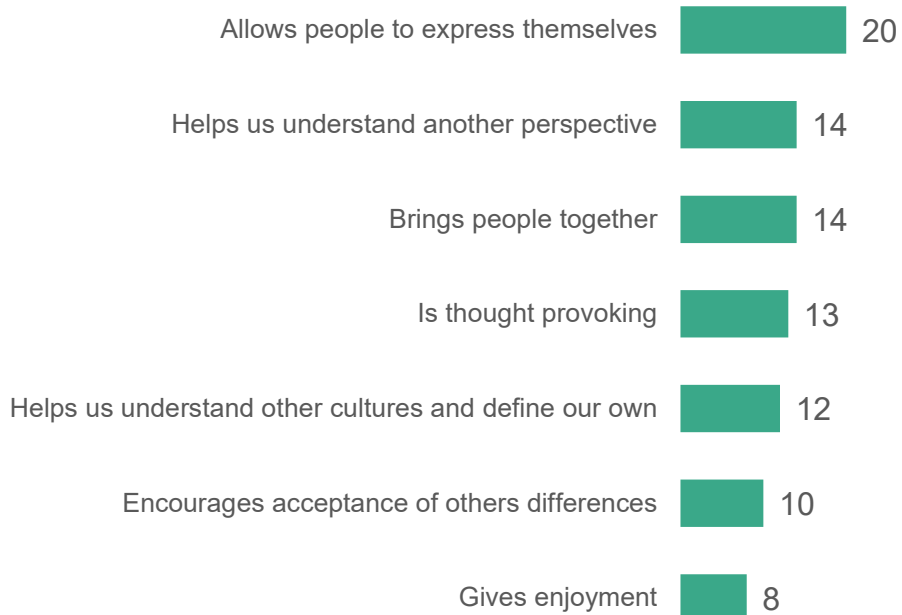 Allows people to express themselves 20
Helps us understand another perspective 14
Brings people together 14
Is thought provoking 13
Helps us understand other cultures and define our own 12
Encourages acceptance of others differences 10
Gives enjoyment 8